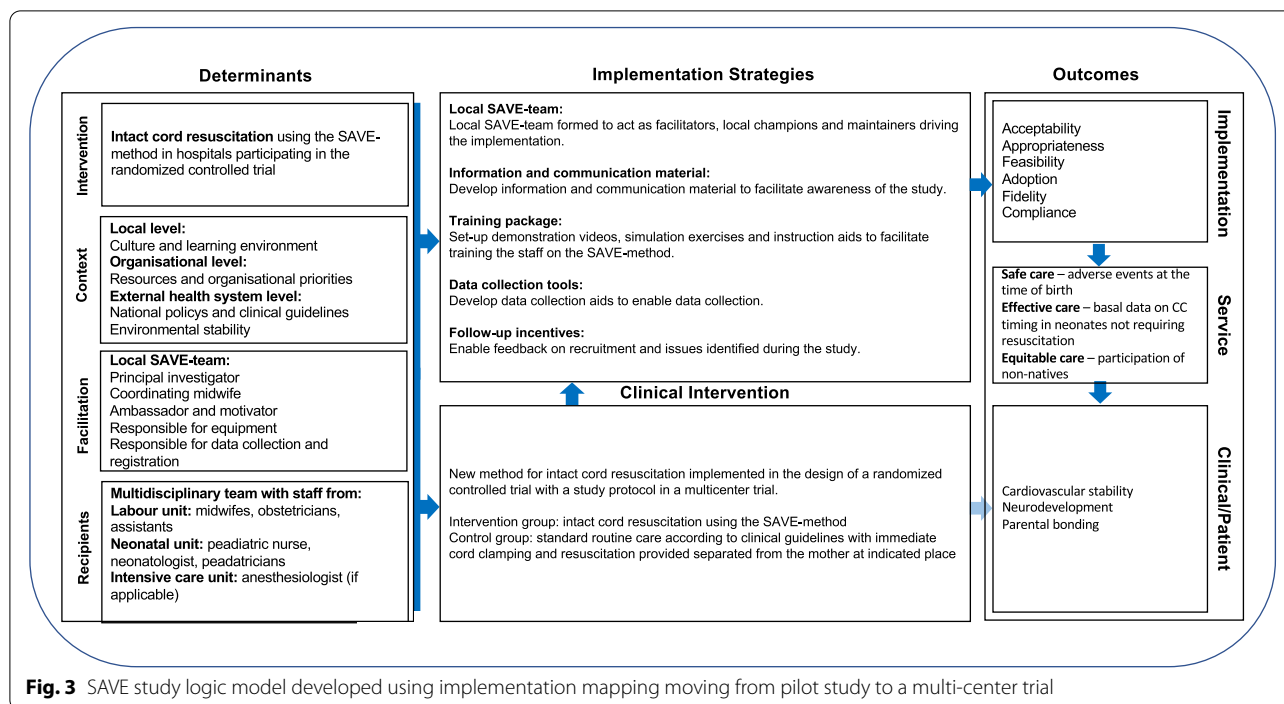 Determinants
Intervention
Intact cord resuscitation using the SAVE-
method in hospitals participating in the
randomized controlled trial
Context
Local level:
Culture and learning environment
Organisational level:
Resources and organisational priorities
External health system level:
National policys and clinical guidelines
Environmental stability
Facilitation
Local SAVE-team:
Principal investigator
Coordinating midwife
Ambassador and motivator
Responsible for equipment
Responsible for data collection and
registration
Recipients
Multidisciplinary team with staff from:
Labour unit: midwifes, obstetricians,
assistants
Neonatal unit: peadiatric nurse,
neonatologist, peadatricians
Intensive care unit: anesthesiologist (if
applicable)
Implementation Strategies
Local SAVE-team:
Local SAVE-team formed to act as facilitators, local champions and maintainers driving
the implementation.
Information and communication material:
Develop information and communication material to facilitate awareness of the study.
Training package:
Set-up demonstration videos, simulation exercises and instruction aids to facilitate
training the staff on the SAVE-method.
Data collection tools:
Develop data collection aids to enable data collection.
Follow-up incentives:
Enable feedback on recruitment and issues identified during the study.
Clinical Intervention
New method for intact cord resuscitation implemented in the design of a randomized
controlled trial with a study protocol in a multicenter trial.
Intervention group: intact cord resuscitation using the SAVE-method
Control group: standard routine care according to clinical guidelines with immediate
cord clamping and resuscitation provided separated from the mother at indicated place
Outcomes
Acceptability
Appropriateness
Feasibility
Adoption
Fidelity
Compliance
Implementation
Safe care – adverse events at the
time of birth
Effective care – basal data on CC
timing in neonates not requiring
resuscitation
Equitable care – participation of
non-natives
Service
Cardiovascular stability
Neurodevelopment
Parental bonding
Clinical/Patient
Fig. 3 SAVE study logic model developed using implementation mapping moving from pilot study to a multi-center trial